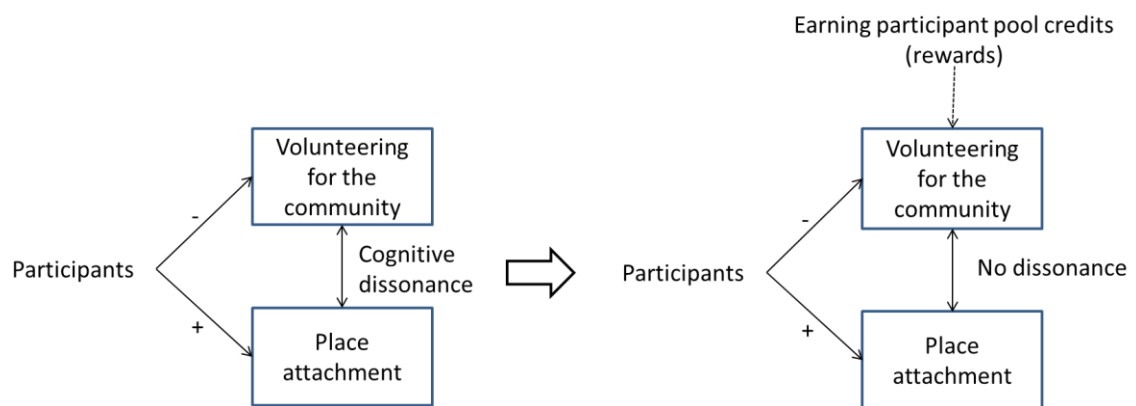 Participants
-
+
Volunteering
for the
community
Cognitive
dissonance
Place
attachment
Earning participant pool credits
(rewards)
Participants
-
+
Volunteering
for the
community
No dissonance
Place
attachment